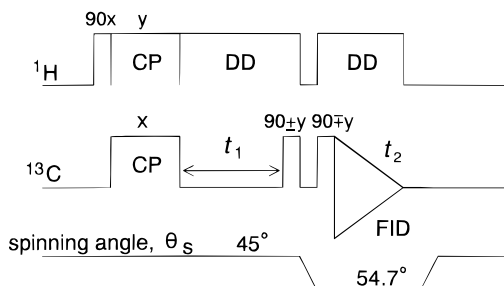 90x y
¹H CP DD DD
x 90±y 90∓y
¹³C CP t₁ t₂
FID
spinning angle, θs 45°
54.7°